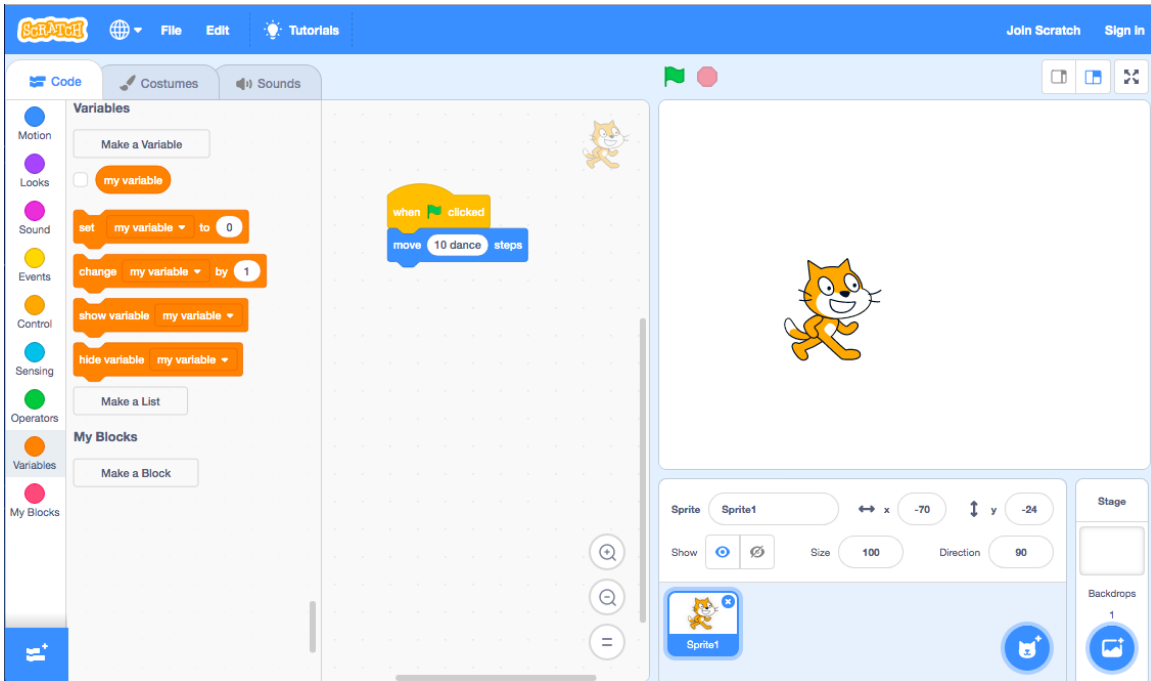 SCRATCH File Edit Tutorials Join Scratch Sign in
Code Costumes Sounds
Motion
Looks
Sound
Events
Control
Sensing
Operators
Variables
My Blocks
Variables
Make a Variable
my variable
set my variable to 0
change my variable by 1
show variable my variable
hide variable my variable
Make a List
My Blocks
Make a Block
when clicked
move 10 dance steps
Sprite Sprite1 x -70 y -24
Show Size 100 Direction 90
Sprite1
Stage
Backdrops
1